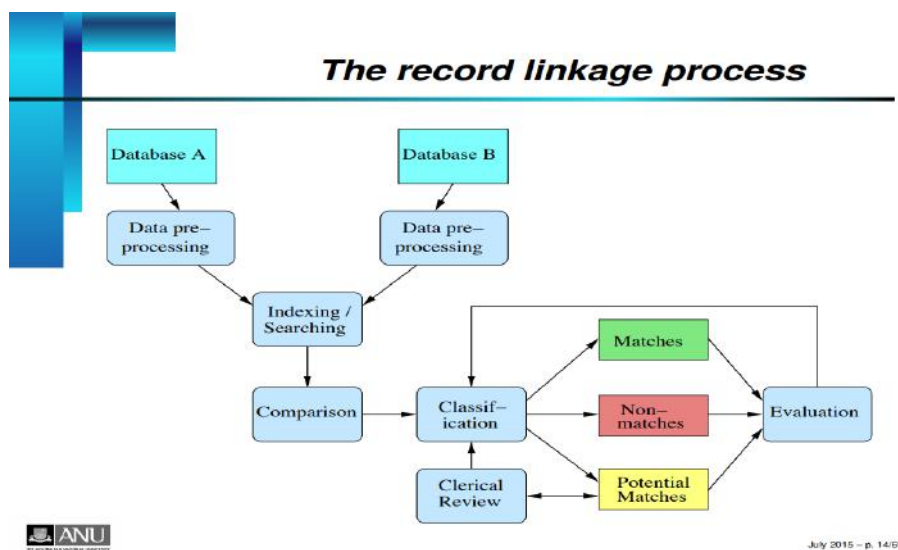 The record linkage process
Database A
Database B
Data pre–
processing
Data pre–
processing
Indexing /
Searching
Comparison
Classif–
ication
Clerical
Review
Matches
Non–
matches
Potential
Matches
Evaluation
ANU
July 2015 – p. 14/6